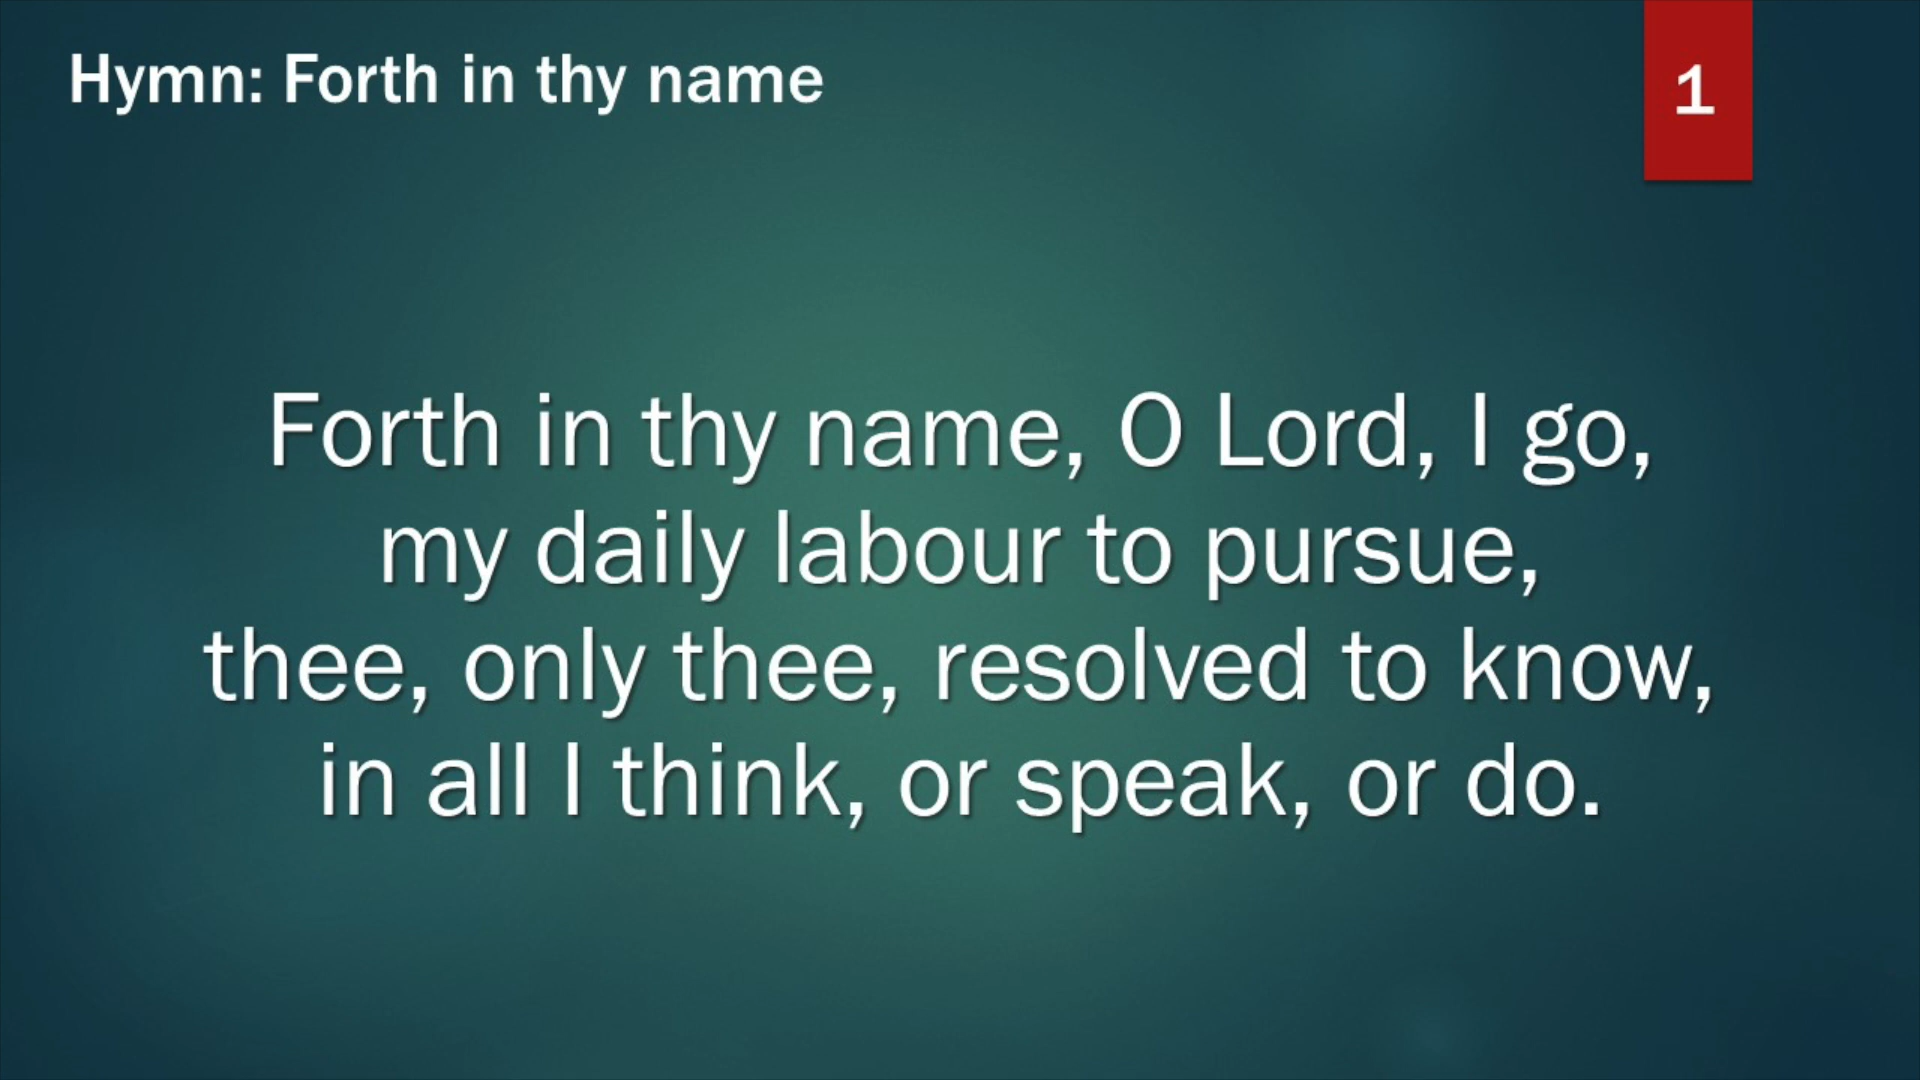 Hymn: Forth in thy name
1
Forth in thy name, O Lord, I go,
my daily labour to pursue,
thee, only thee, resolved to know,
in all I think, or speak, or do.